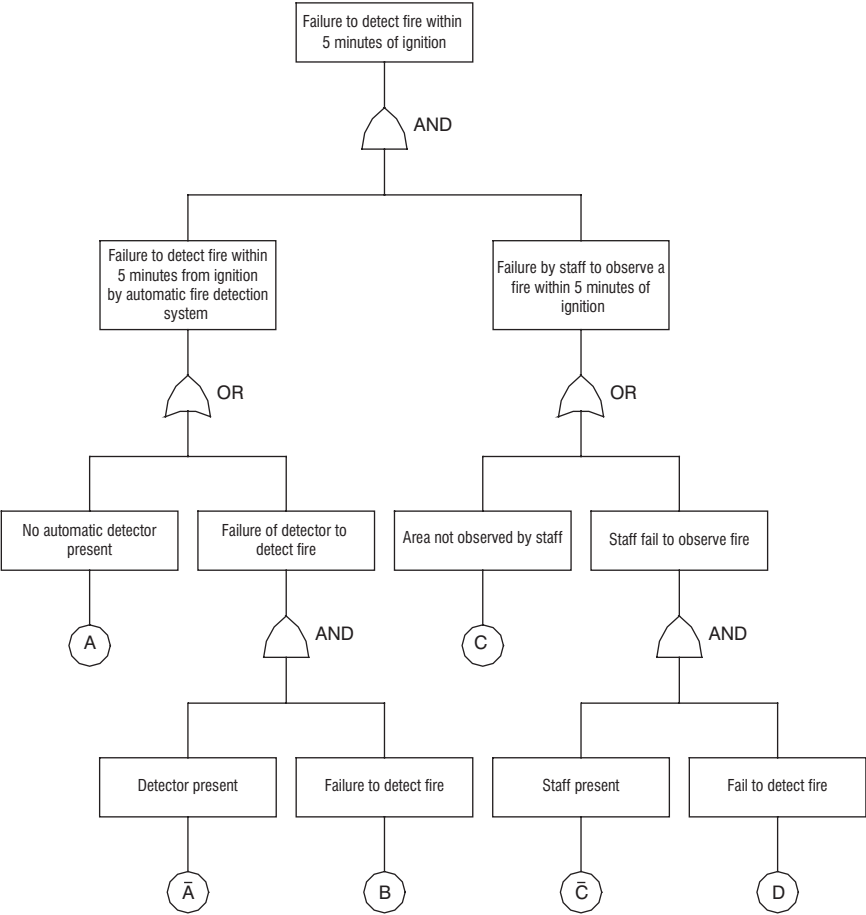 Failure to detect fire within
5 minutes of ignition
AND
Failure to detect fire within
5 minutes from ignition
by automatic fire detection
system
Failure by staff to observe a
fire within 5 minutes of
ignition
OR
OR
No automatic detector
present
Failure of detector to
detect fire
Area not observed by staff
Staff fail to observe fire
A
AND
C
AND
Detector present
Failure to detect fire
Staff present
Fail to detect fire
Ā
B
C̄
D